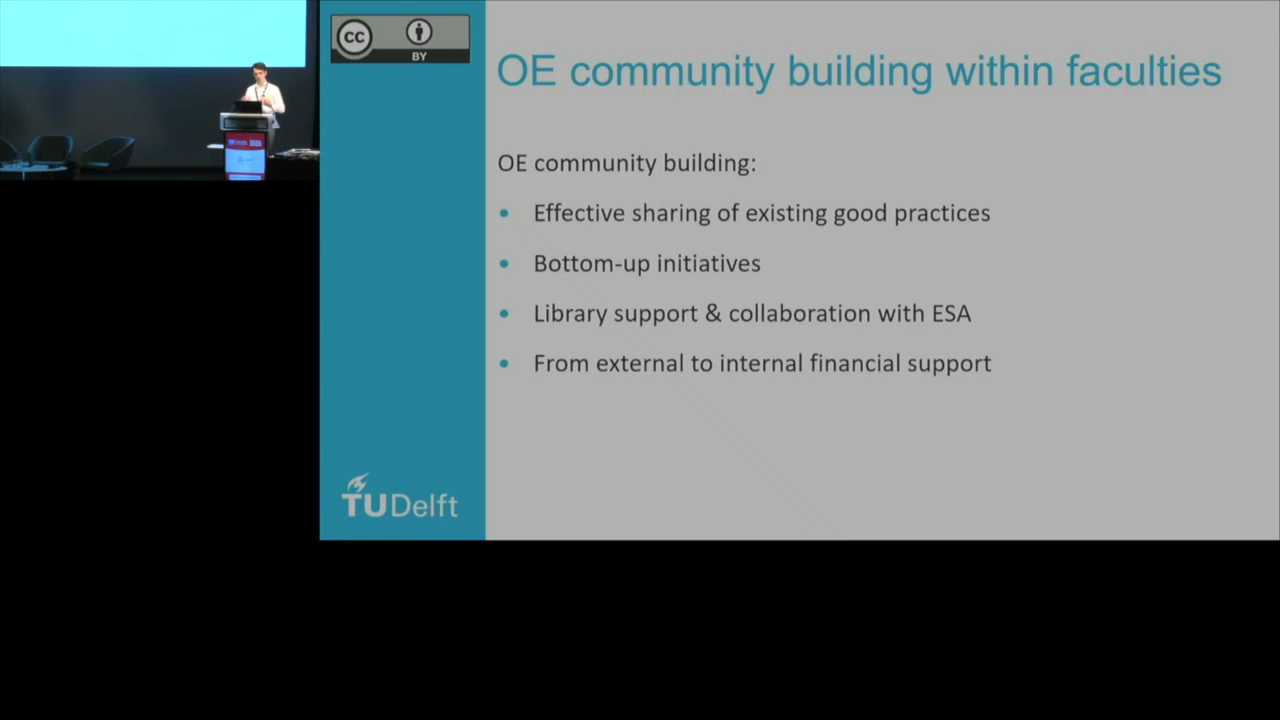 cc
BY
OE community building within faculties
OE community building:
• Effective sharing of existing good practices
• Bottom-up initiatives
• Library support & collaboration with ESA
• From external to internal financial support
TU Delft